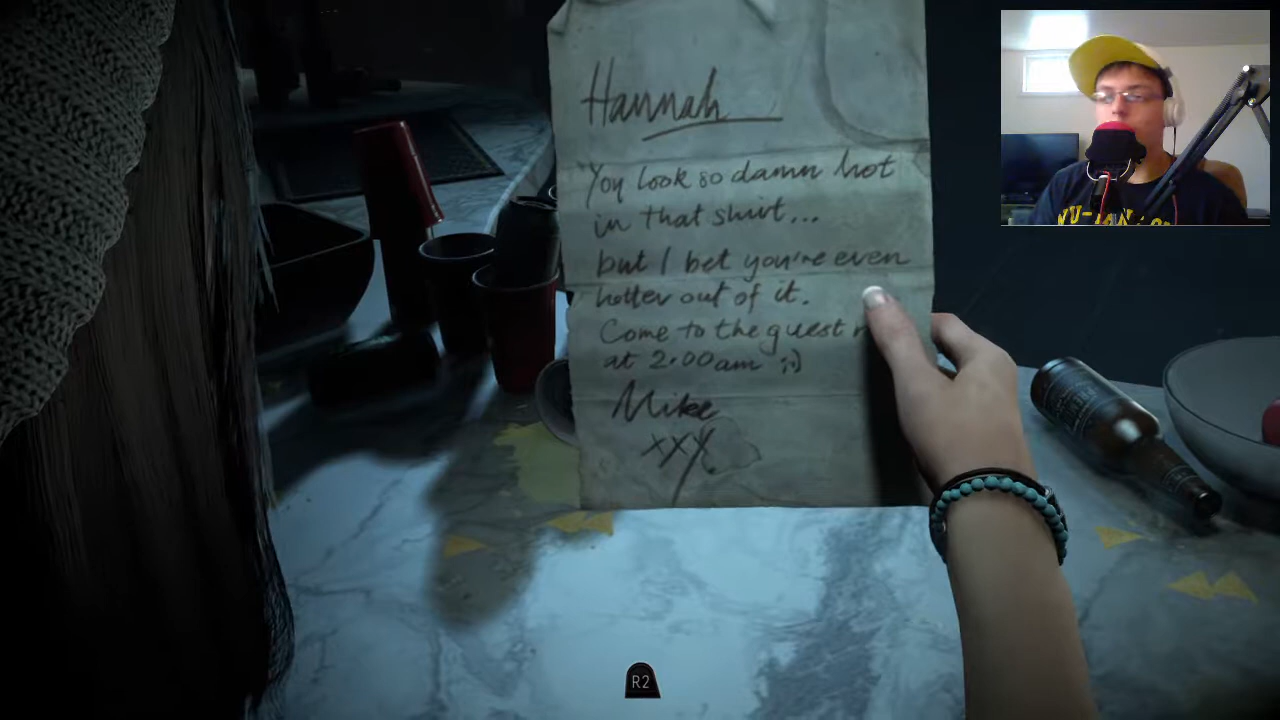 Hannah
You look so damn hot
in that shirt...
but I bet you're even
hotter out of it.
Come to the guest r
at 2.00am ;)
Mike
xxx
R2